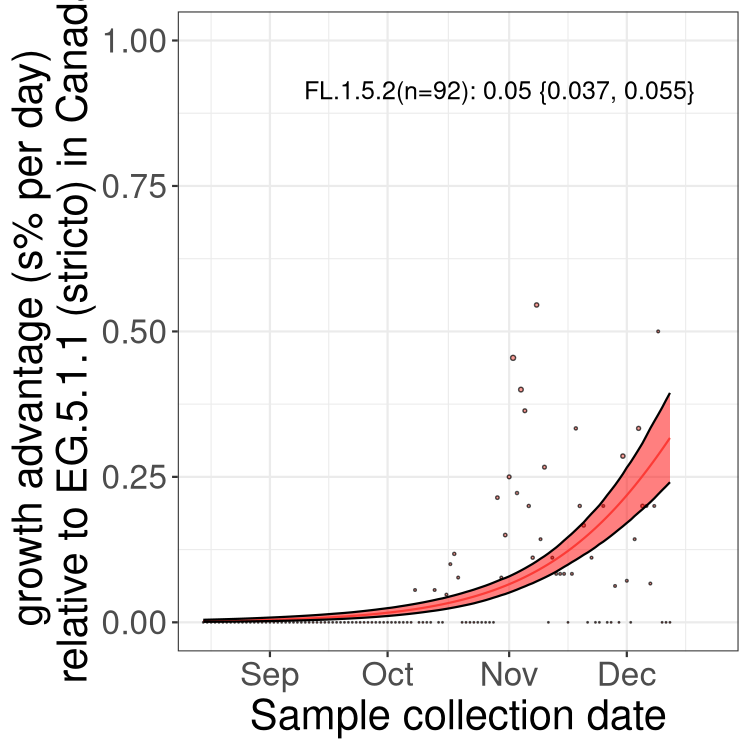 growth advantage (s% per day)
relative to EG.5.1.1 (stricto) in Canada
1.00
0.75
0.50
0.25
0.00
FL.1.5.2(n=92): 0.05 {0.037, 0.055}
Sep Oct Nov Dec
Sample collection date